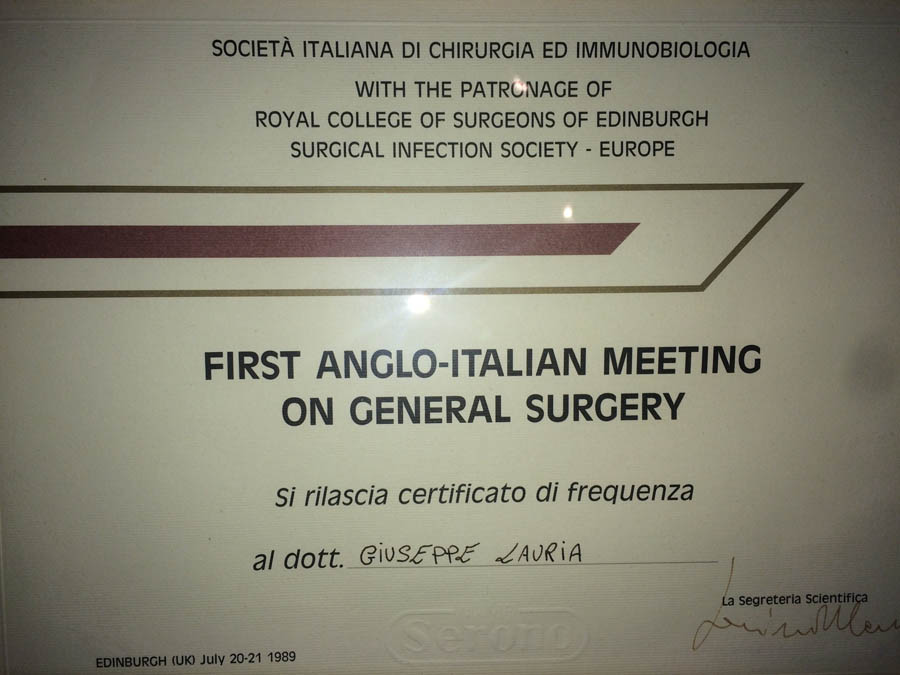 SOCIETÀ ITALIANA DI CHIRURGIA ED IMMUNOBIOLOGIA
WITH THE PATRONAGE OF
ROYAL COLLEGE OF SURGEONS OF EDINBURGH
SURGICAL INFECTION SOCIETY - EUROPE
FIRST ANGLO-ITALIAN MEETING
ON GENERAL SURGERY
Si rilascia certificato di frequenza
al dott. GIUSEPPE LAURIA
La Segreteria Scientifica
Serono
EDINBURGH (UK) July 20-21 1989